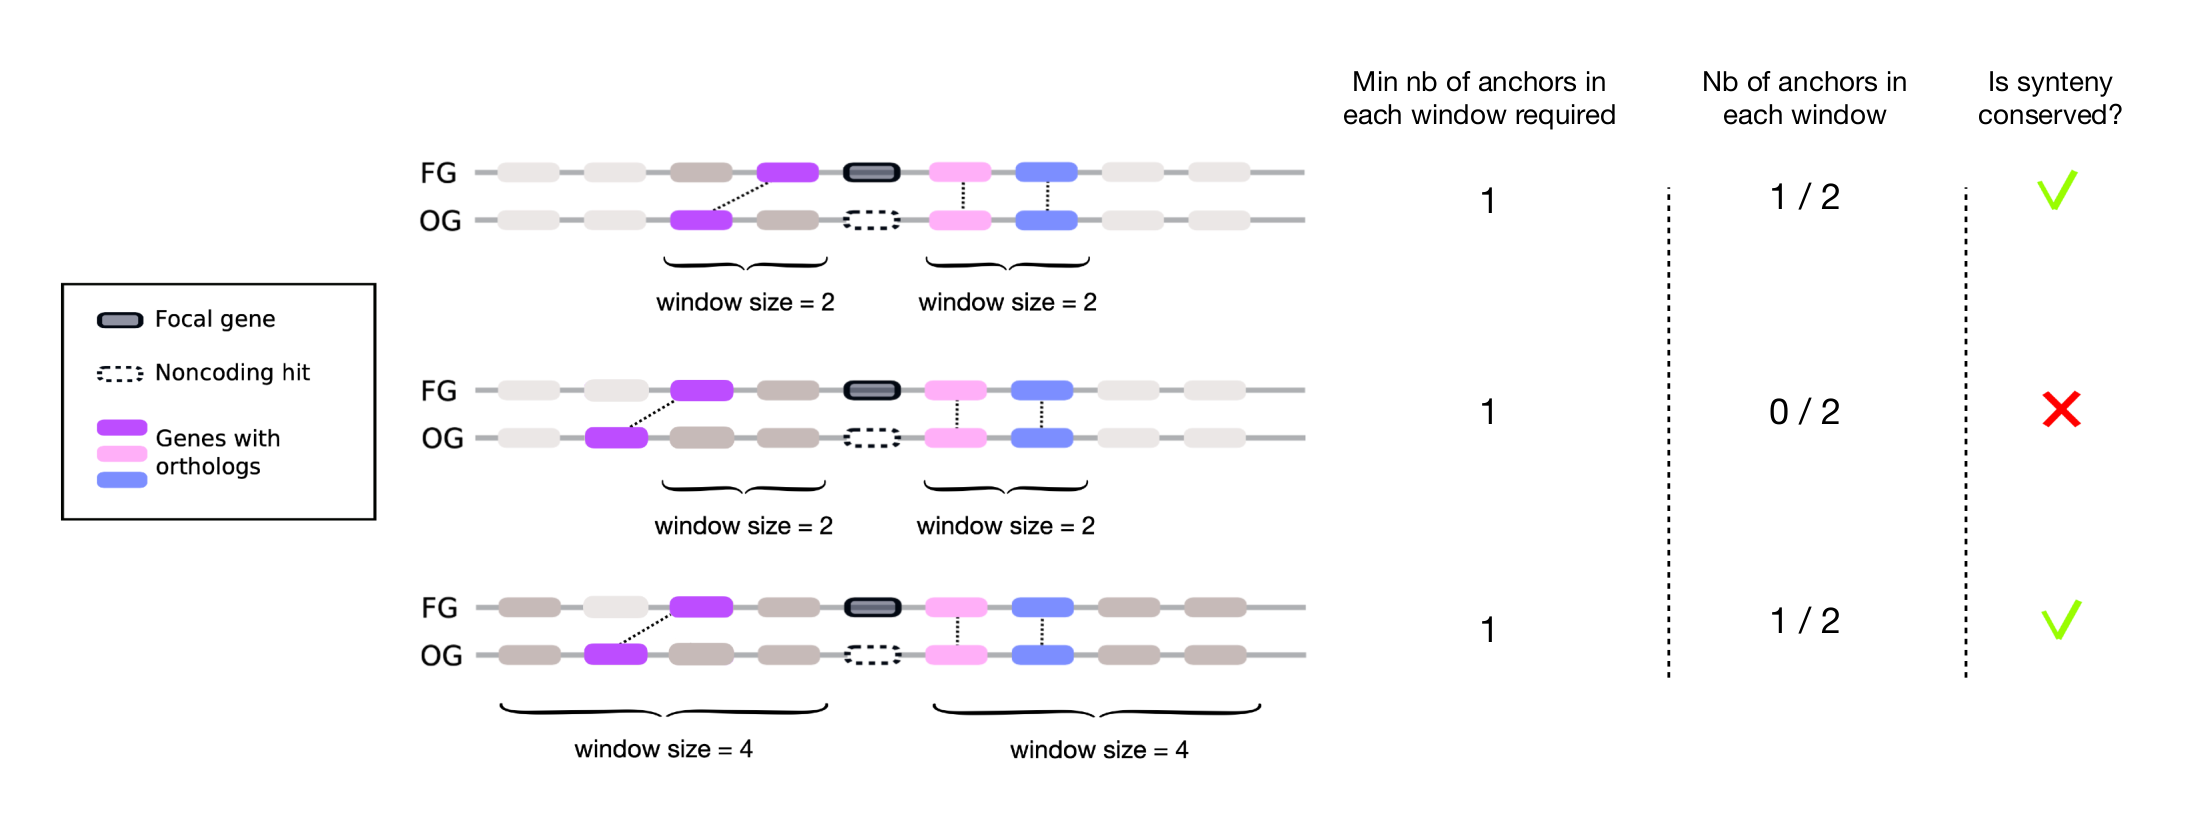 Min nb of anchors in
each window required
Nb of anchors in
each window
Is synteny
conserved?
FG
OG
1
1 / 2
window size = 2
window size = 2
Focal gene
Noncoding hit
Genes with
orthologs
FG
OG
1
0 / 2
window size = 2
window size = 2
FG
OG
1
1 / 2
window size = 4
window size = 4